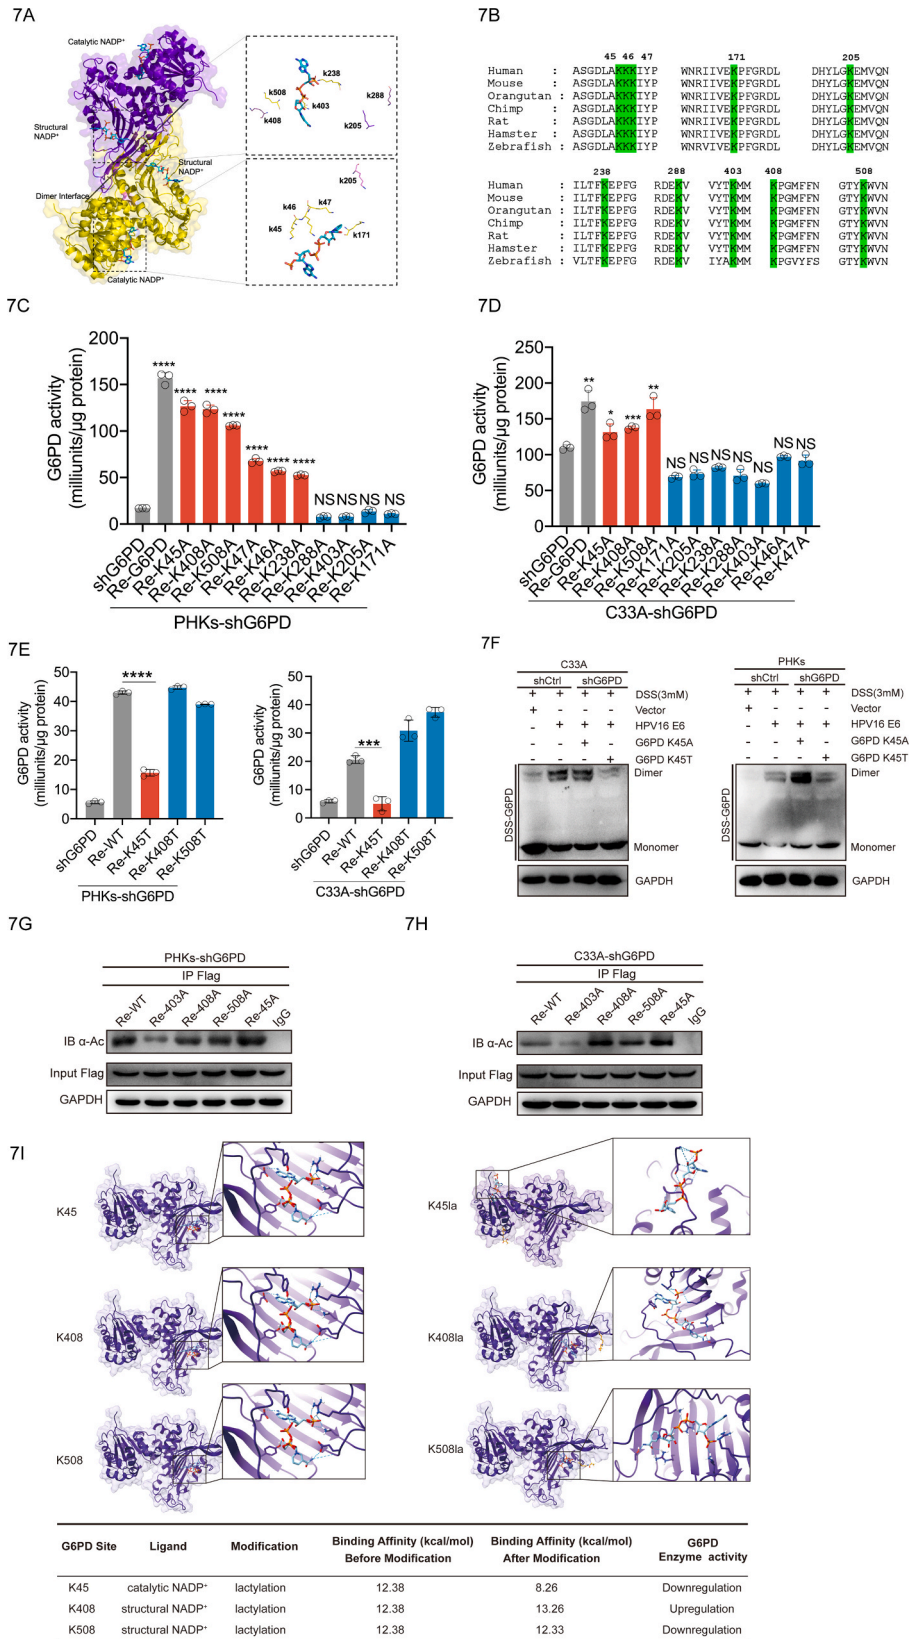 7A
Catalytic NADP⁺
Structural
NADP⁺
Structural
NADP⁺
Dimer Interface
Catalytic NADP⁺
k238
k508
k288
k403
k408
k205
k205
k47
k46
k45
k171
7B
45 46 47 171 205
Human : ASGDLAKKKIYP WNRIIVEKPFGRDL DHYLGKEMVQN
Mouse : ASGDLAKKKIYP WNRIIVEKPFGRDL DHYLGKEMVQN
Orangutan : ASGDLAKKKIYP WNRIIVEKPFGRDL DHYLGKEMVQN
Chimp : ASGDLAKKKIYP WNRIIVEKPFGRDL DHYLGKEMVQN
Rat : ASGDLAKKKIYP WNRIIVEKPFGRDL DHYLGKEMVQN
Hamster : ASGDLAKKKIYP WNRIIVEKPFGRDL DHYLGKEMVQN
Zebrafish : ASGDLAKKKIYP WNRIIVEKPFGRDL DHYLGKEMVQN
238 288 403 408 508
Human : ILTFKEPFG RDEKV VYTKMM KPGMFFN GTYKWVN
Mouse : ILTFKEPFG RDEKV VYTKMM KPGMFFN GTYKWVN
Orangutan : ILTFKEPFG RDEKV VYTKMM KPGMFFN GTYKWVN
Chimp : ILTFKEPFG RDEKV VYTKMM KPGMFFN GTYKWVN
Rat : ILTFKEPFG RDEKV VYTKMM KPGMFFN GTYKWVN
Hamster : ILTFKEPFG RDEKV VYTKMM KPGMFFN GTYKWVN
Zebrafish : VLTFKEPFG RDEKV IYAKMM KPGVYFS GTYKWVN
7C
G6PD activity
(milliunits/µg protein)
200
150
100
50
0
**** **** **** **** **** **** **** NS NS NS NS
shG6PD
Re-G6PD
Re-K45A
Re-K408A
Re-K508A
Re-K47A
Re-K46A
Re-K238A
Re-K288A
Re-K403A
Re-K205A
Re-K171A
PHKs-shG6PD
7D
G6PD activity
(milliunits/µg protein)
250
200
150
100
50
0
** * *** ** NS NS NS NS NS NS NS
shG6PD
Re-G6PD
Re-K45A
Re-K408A
Re-K508A
Re-K171A
Re-K205A
Re-K238A
Re-K288A
Re-K403A
Re-K46A
Re-K47A
C33A-shG6PD
7E
G6PD activity
(milliunits/µg protein)
50
40
30
20
10
0
****
shG6PD
Re-WT
Re-K45T
Re-K408T
Re-K508T
PHKs-shG6PD
G6PD activity
(milliunits/µg protein)
50
40
30
20
10
0
***
shG6PD
Re-WT
Re-K45T
Re-K408T
Re-K508T
C33A-shG6PD
7F
C33A
shCtrl shG6PD
+ + + + DSS(3mM)
+ - - - Vector
- + + + HPV16 E6
- - + - G6PD K45A
- - - + G6PD K45T
DSS-G6PD
Dimer
Monomer
GAPDH
PHKs
shCtrl shG6PD
+ + + + DSS(3mM)
+ - - - Vector
- + + + HPV16 E6
- - + - G6PD K45A
- - - + G6PD K45T
DSS-G6PD
Dimer
Monomer
GAPDH
7G
PHKs-shG6PD
IP Flag
Re-WT Re-403A Re-408A Re-508A Re-45A IgG
IB α-Ac
Input Flag
GAPDH
7H
C33A-shG6PD
IP Flag
Re-WT Re-403A Re-408A Re-508A Re-45A IgG
IB α-Ac
Input Flag
GAPDH
7I
K45
K45la
K408
K408la
K508
K508la
G6PD Site Ligand Modification Binding Affinity (kcal/mol) Before Modification Binding Affinity (kcal/mol) After Modification G6PD Enzyme activity
K45 catalytic NADP⁺ lactylation 12.38 8.26 Downregulation
K408 structural NADP⁺ lactylation 12.38 13.26 Upregulation
K508 structural NADP⁺ lactylation 12.38 12.33 Downregulation